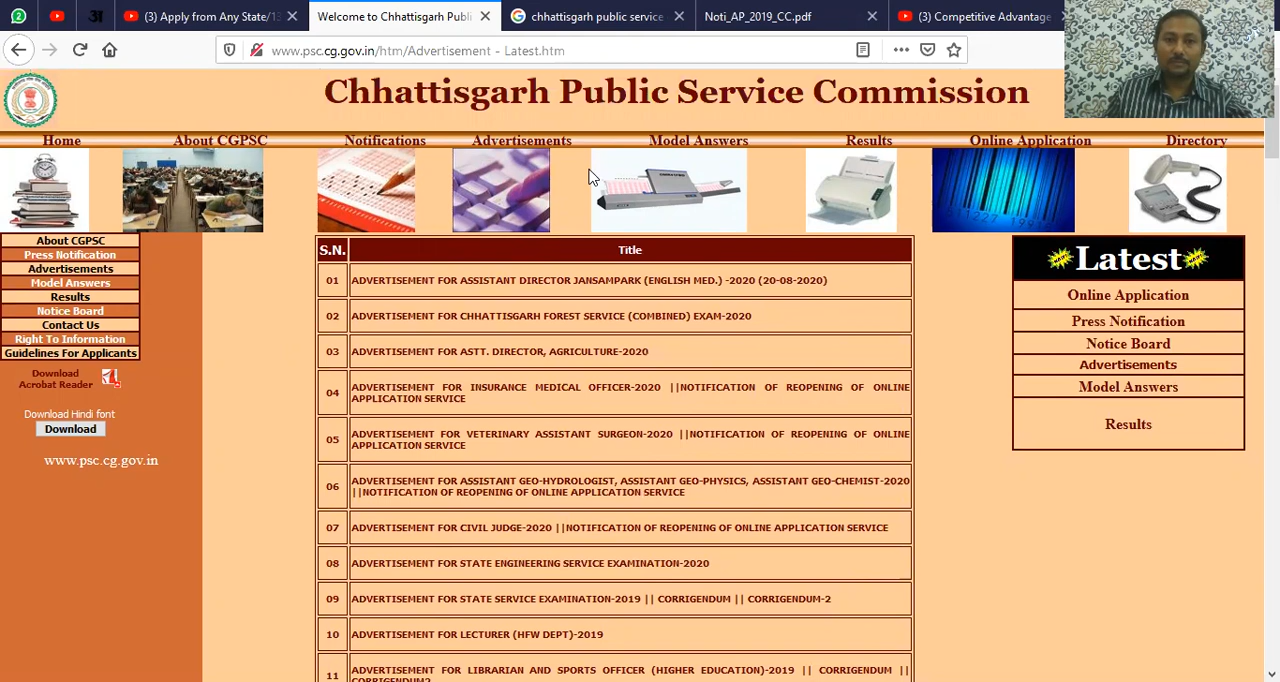 (3) Apply from Any State/13
Welcome to Chhattisgarh Publi
chhattisgarh public service
Noti_AP_2019_CC.pdf
(3) Competitive Advantage
www.psc.cg.gov.in/htm/Advertisement - Latest.htm
Chhattisgarh Public Service Commission
Home
About CGPSC
Notifications
Advertisements
Model Answers
Results
Online Application
Directory
About CGPSC
Press Notification
Advertisements
Model Answers
Results
Notice Board
Contact Us
Right To Information
Guidelines For Applicants
Download
Acrobat Reader
Download Hindi font
Download
www.psc.cg.gov.in
S.N. Title
01 ADVERTISEMENT FOR ASSISTANT DIRECTOR JANSAMPARK (ENGLISH MED.) -2020 (20-08-2020)
02 ADVERTISEMENT FOR CHHATTISGARH FOREST SERVICE (COMBINED) EXAM-2020
03 ADVERTISEMENT FOR ASTT. DIRECTOR, AGRICULTURE-2020
04 ADVERTISEMENT FOR INSURANCE MEDICAL OFFICER-2020 ||NOTIFICATION OF REOPENING OF ONLINE
APPLICATION SERVICE
05 ADVERTISEMENT FOR VETERINARY ASSISTANT SURGEON-2020 ||NOTIFICATION OF REOPENING OF ONLINE
APPLICATION SERVICE
06 ADVERTISEMENT FOR ASSISTANT GEO-HYDROLOGIST, ASSISTANT GEO-PHYSICS, ASSISTANT GEO-CHEMIST-2020
||NOTIFICATION OF REOPENING OF ONLINE APPLICATION SERVICE
07 ADVERTISEMENT FOR CIVIL JUDGE-2020 ||NOTIFICATION OF REOPENING OF ONLINE APPLICATION SERVICE
08 ADVERTISEMENT FOR STATE ENGINEERING SERVICE EXAMINATION-2020
09 ADVERTISEMENT FOR STATE SERVICE EXAMINATION-2019 || CORRIGENDUM || CORRIGENDUM-2
10 ADVERTISEMENT FOR LECTURER (HFW DEPT)-2019
11 ADVERTISEMENT FOR LIBRARIAN AND SPORTS OFFICER (HIGHER EDUCATION)-2019 || CORRIGENDUM ||
CORRIGENDUM2
Latest
Online Application
Press Notification
Notice Board
Advertisements
Model Answers
Results